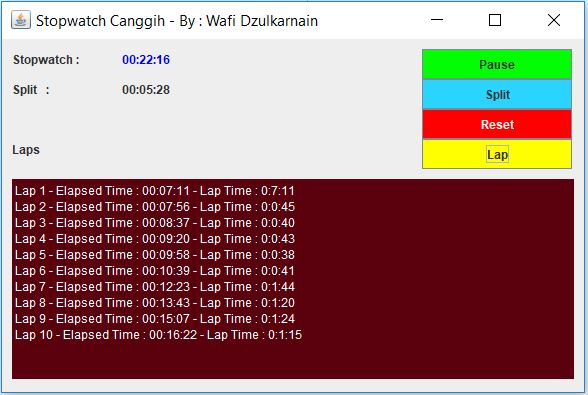 Stopwatch Canggih - By : Wafi Dzulkarnain
Stopwatch : 00:22:16
Pause
Split : 00:05:28
Split
Reset
Laps
Lap
Lap 1 - Elapsed Time : 00:07:11 - Lap Time : 0:7:11
Lap 2 - Elapsed Time : 00:07:56 - Lap Time : 0:0:45
Lap 3 - Elapsed Time : 00:08:37 - Lap Time : 0:0:40
Lap 4 - Elapsed Time : 00:09:20 - Lap Time : 0:0:43
Lap 5 - Elapsed Time : 00:09:58 - Lap Time : 0:0:38
Lap 6 - Elapsed Time : 00:10:39 - Lap Time : 0:0:41
Lap 7 - Elapsed Time : 00:12:23 - Lap Time : 0:1:44
Lap 8 - Elapsed Time : 00:13:43 - Lap Time : 0:1:20
Lap 9 - Elapsed Time : 00:15:07 - Lap Time : 0:1:24
Lap 10 - Elapsed Time : 00:16:22 - Lap Time : 0:1:15